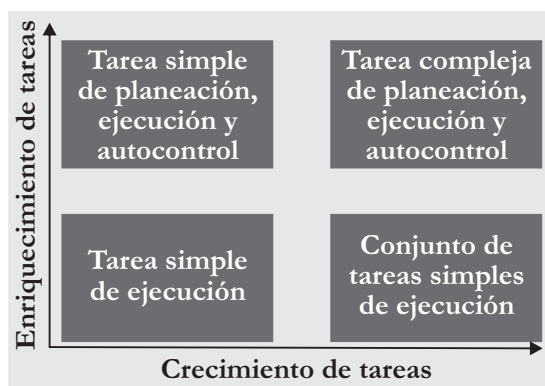 Enriquecimiento de tareas
Tarea simple
de planeación,
ejecución y
autocontrol
Tarea compleja
de planeación,
ejecución y
autocontrol
Tarea simple
de ejecución
Conjunto de
tareas simples
de ejecución
Crecimiento de tareas